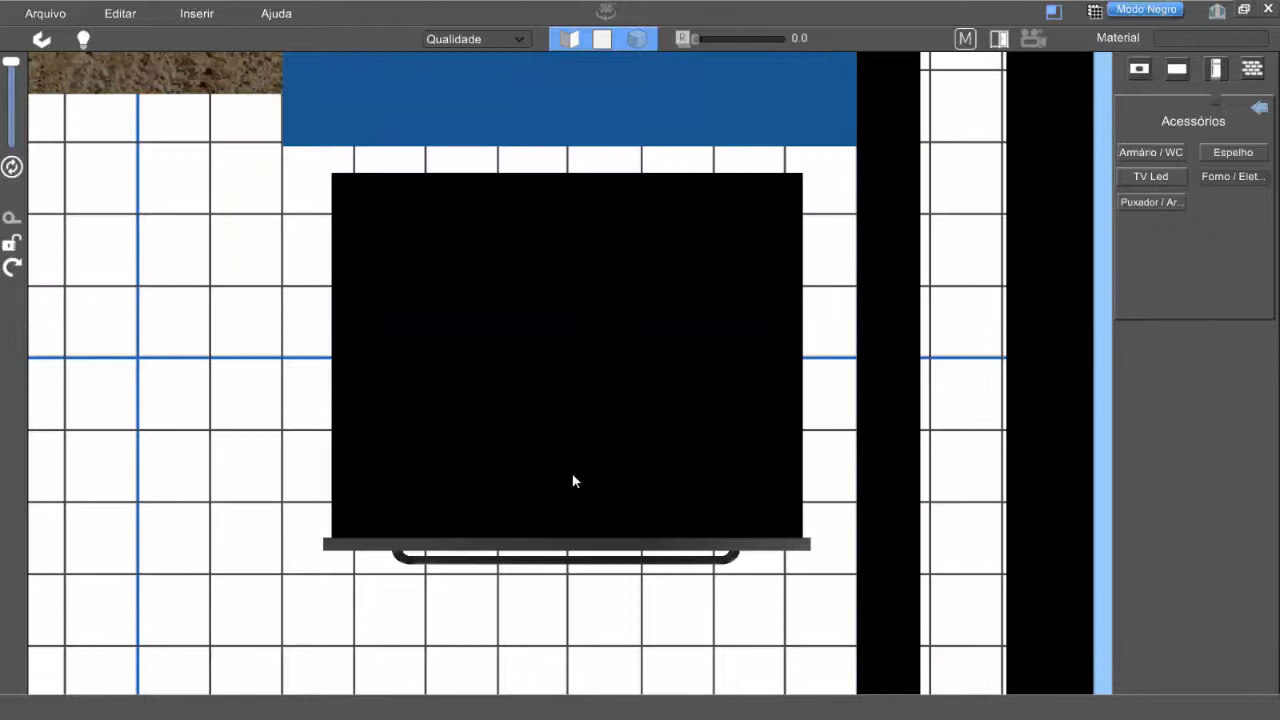 Arquivo Editar Inserir Ajuda 360 Modo Negro
Qualidade R 0.0 M Material
Acessórios
Armário / WC Espelho
TV Led Forno / Elet...
Puxador / Ar...